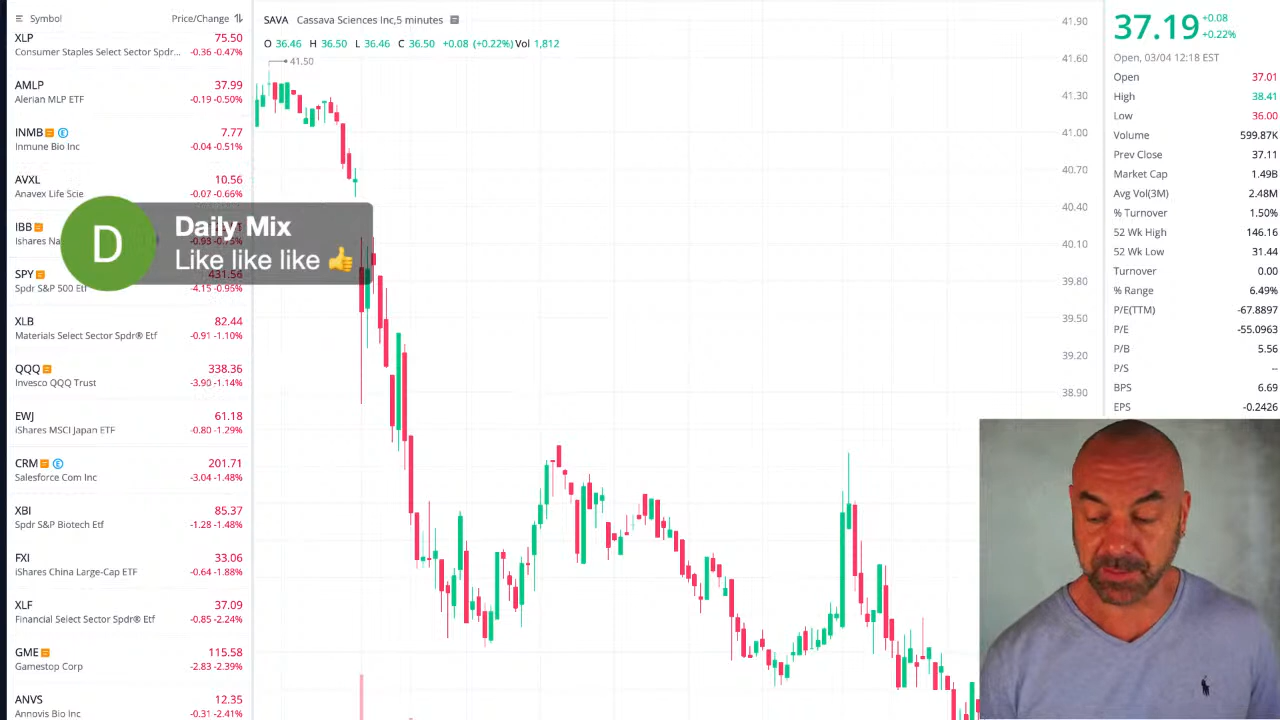 Symbol Price/Change
XLP 75.50
Consumer Staples Select Sector Spdr... -0.36 -0.47%
AMLP 37.99
Alerian MLP ETF -0.19 -0.50%
INMB E 7.77
Inmune Bio Inc -0.04 -0.51%
AVXL 10.56
Anavex Life Scie -0.07 -0.66%
IBB
Ishares Na -0.93
SPY 431.56
Spdr S&P 500 Etf -4.15 -0.95%
D
Daily Mix
Like like like 👍
XLB 82.44
Materials Select Sector Spdr® Etf -0.91 -1.10%
QQQ 338.36
Invesco QQQ Trust -3.90 -1.14%
EWJ 61.18
iShares MSCI Japan ETF -0.80 -1.29%
CRM E 201.71
Salesforce Com Inc -3.04 -1.48%
XBI 85.37
Spdr S&P Biotech Etf -1.28 -1.48%
FXI 33.06
iShares China Large-Cap ETF -0.64 -1.88%
XLF 37.09
Financial Select Sector Spdr® Etf -0.85 -2.24%
GME 115.58
Gamestop Corp -2.83 -2.39%
ANVS 12.35
Annovis Bio Inc -0.31 -2.41%
SAVA Cassava Sciences Inc,5 minutes
O 36.46 H 36.50 L 36.46 C 36.50 +0.08 (+0.22%) Vol 1,812
41.50
41.90
41.60
41.30
41.00
40.70
40.40
40.10
39.80
39.50
39.20
38.90
37.19 +0.08
+0.22%
Open, 03/04 12:18 EST
Open 37.01
High 38.41
Low 36.00
Volume 599.87K
Prev Close 37.11
Market Cap 1.49B
Avg Vol(3M) 2.48M
% Turnover 1.50%
52 Wk High 146.16
52 Wk Low 31.44
Turnover 0.00
% Range 6.49%
P/E(TTM) -67.8897
P/E -55.0963
P/B 5.56
P/S --
BPS 6.69
EPS -0.2426